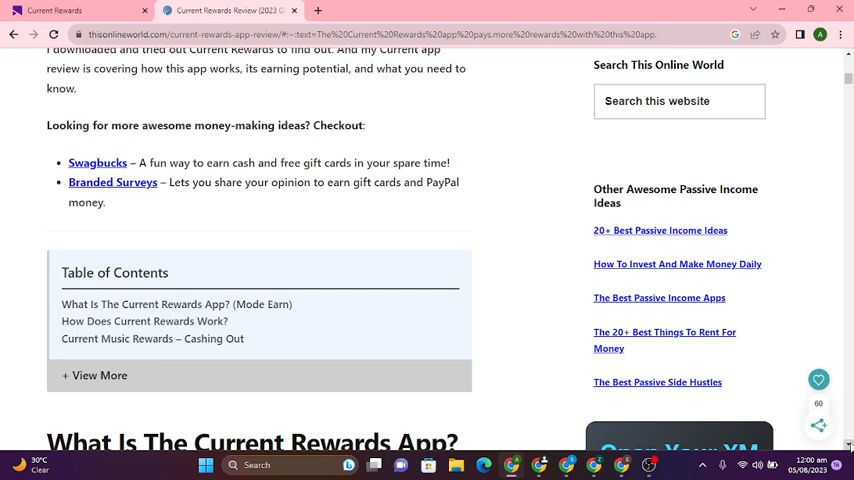 Current Rewards
Current Rewards Review (2023 G
thisonlineworld.com/current-rewards-app-review/#:~:text=The%20Current%20Rewards%20app%20pays,more%20rewards%20with%20this%20app.
I downloaded and tried out Current Rewards to find out. And my Current app
review is covering how this app works, its earning potential, and what you need to
know.
Looking for more awesome money-making ideas? Checkout:
• Swagbucks – A fun way to earn cash and free gift cards in your spare time!
• Branded Surveys – Lets you share your opinion to earn gift cards and PayPal
money.
Table of Contents
What Is The Current Rewards App? (Mode Earn)
How Does Current Rewards Work?
Current Music Rewards – Cashing Out
+ View More
What Is The Current Rewards App?
Search This Online World
Search this website
Other Awesome Passive Income
Ideas
20+ Best Passive Income Ideas
How To Invest And Make Money Daily
The Best Passive Income Apps
The 20+ Best Things To Rent For
Money
The Best Passive Side Hustles
60
Open Your XM
30°C
Clear
Search
12:00 am
05/08/2023